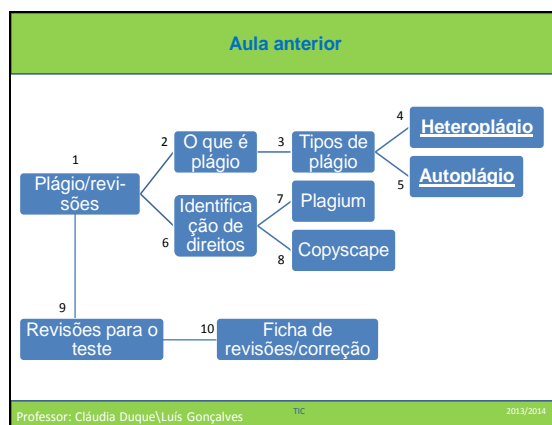 Aula anterior
1
Plágio/revi-
sões
2
O que é
plágio
3
Tipos de
plágio
4
Heteroplágio
5
Autoplágio
6
Identifica
ção de
direitos
7
Plagium
8
Copyscape
9
Revisões para o
teste
10
Ficha de
revisões/correção
Professor: Cláudia Duque\Luís Gonçalves
TIC
2013/2014